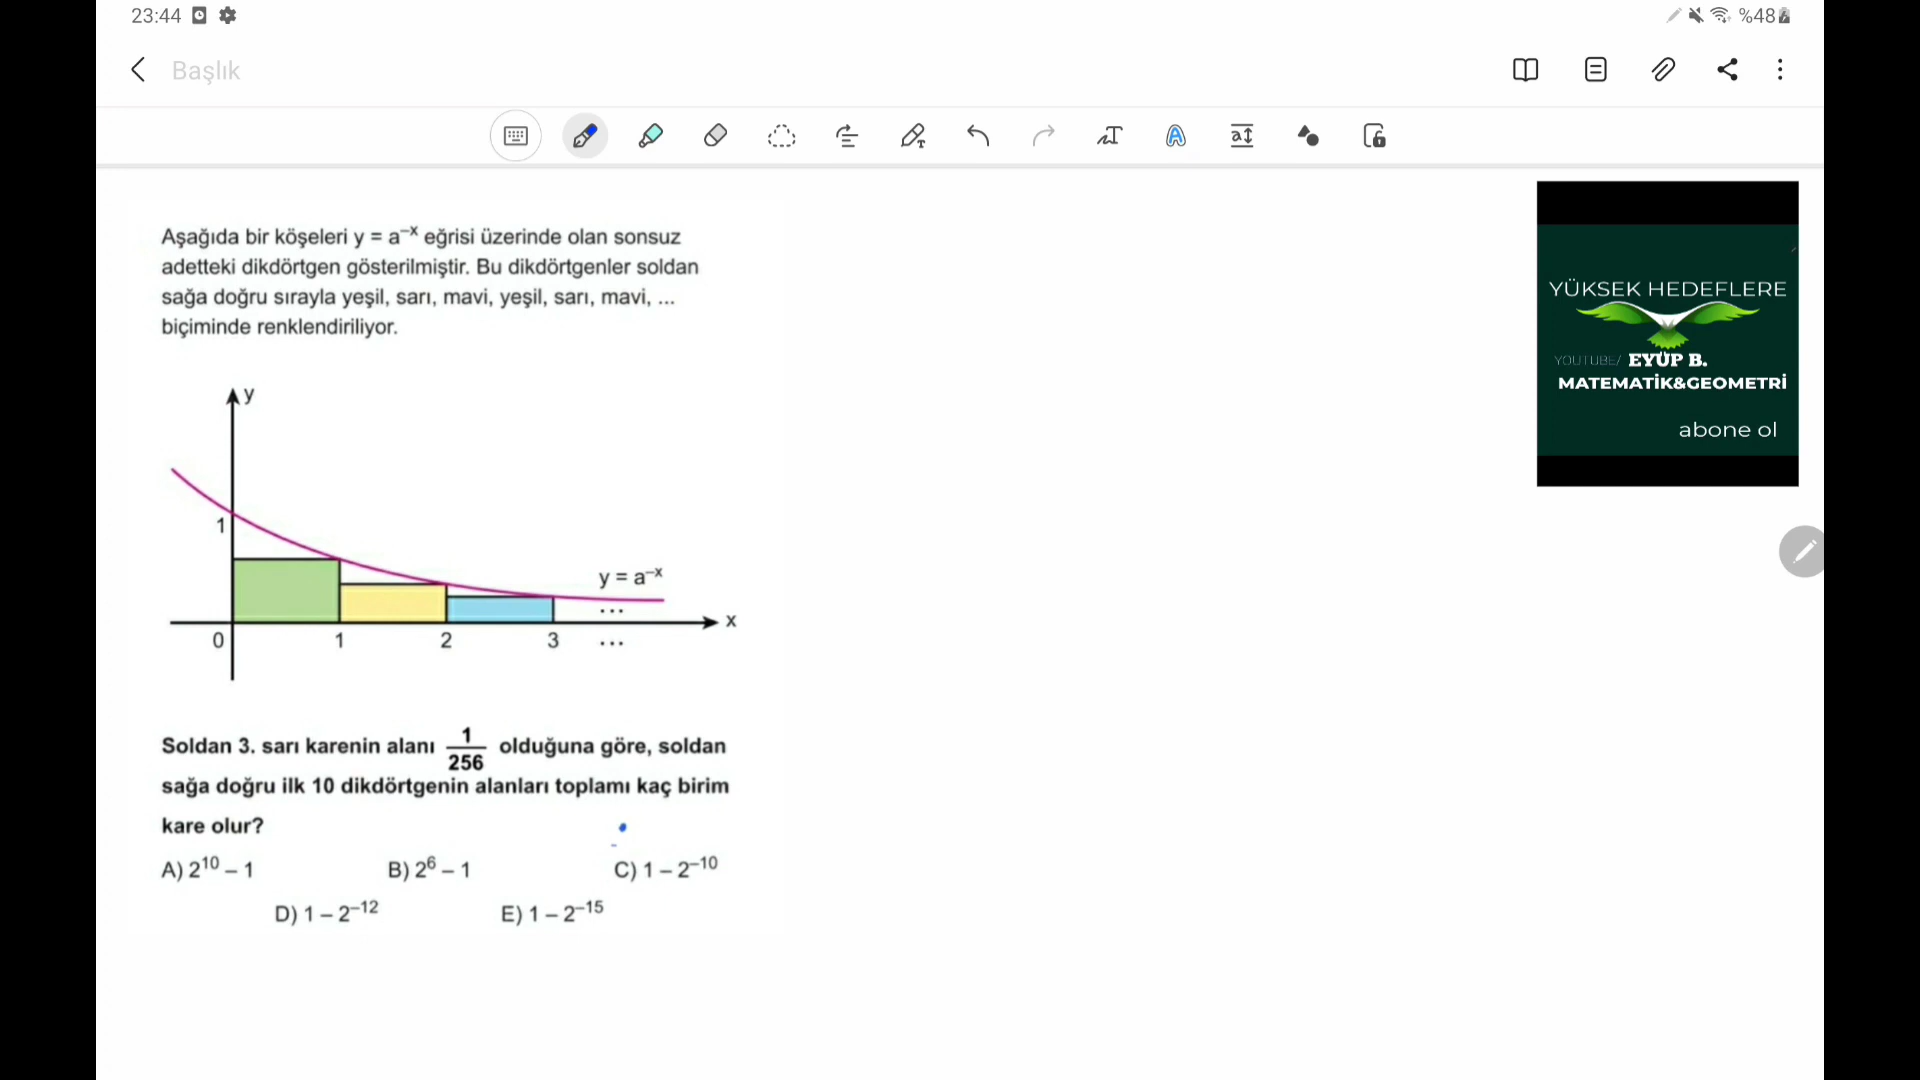 23:44
%48
Başlık
Aşağıda bir köşeleri y = a⁻ˣ eğrisi üzerinde olan sonsuz
adetteki dikdörtgen gösterilmiştir. Bu dikdörtgenler soldan
sağa doğru sırayla yeşil, sarı, mavi, yeşil, sarı, mavi, ...
biçiminde renklendiriliyor.
y
1
y = a⁻ˣ
...
x
0 1 2 3 ...
Soldan 3. sarı karenin alanı 1/256 olduğuna göre, soldan
sağa doğru ilk 10 dikdörtgenin alanları toplamı kaç birim
kare olur?
A) 2¹⁰ – 1 B) 2⁶ – 1 C) 1 – 2⁻¹⁰
D) 1 – 2⁻¹² E) 1 – 2⁻¹⁵
YÜKSEK HEDEFLERE
YOUTUBE/ EYÜP B.
MATEMATİK&GEOMETRİ
abone ol